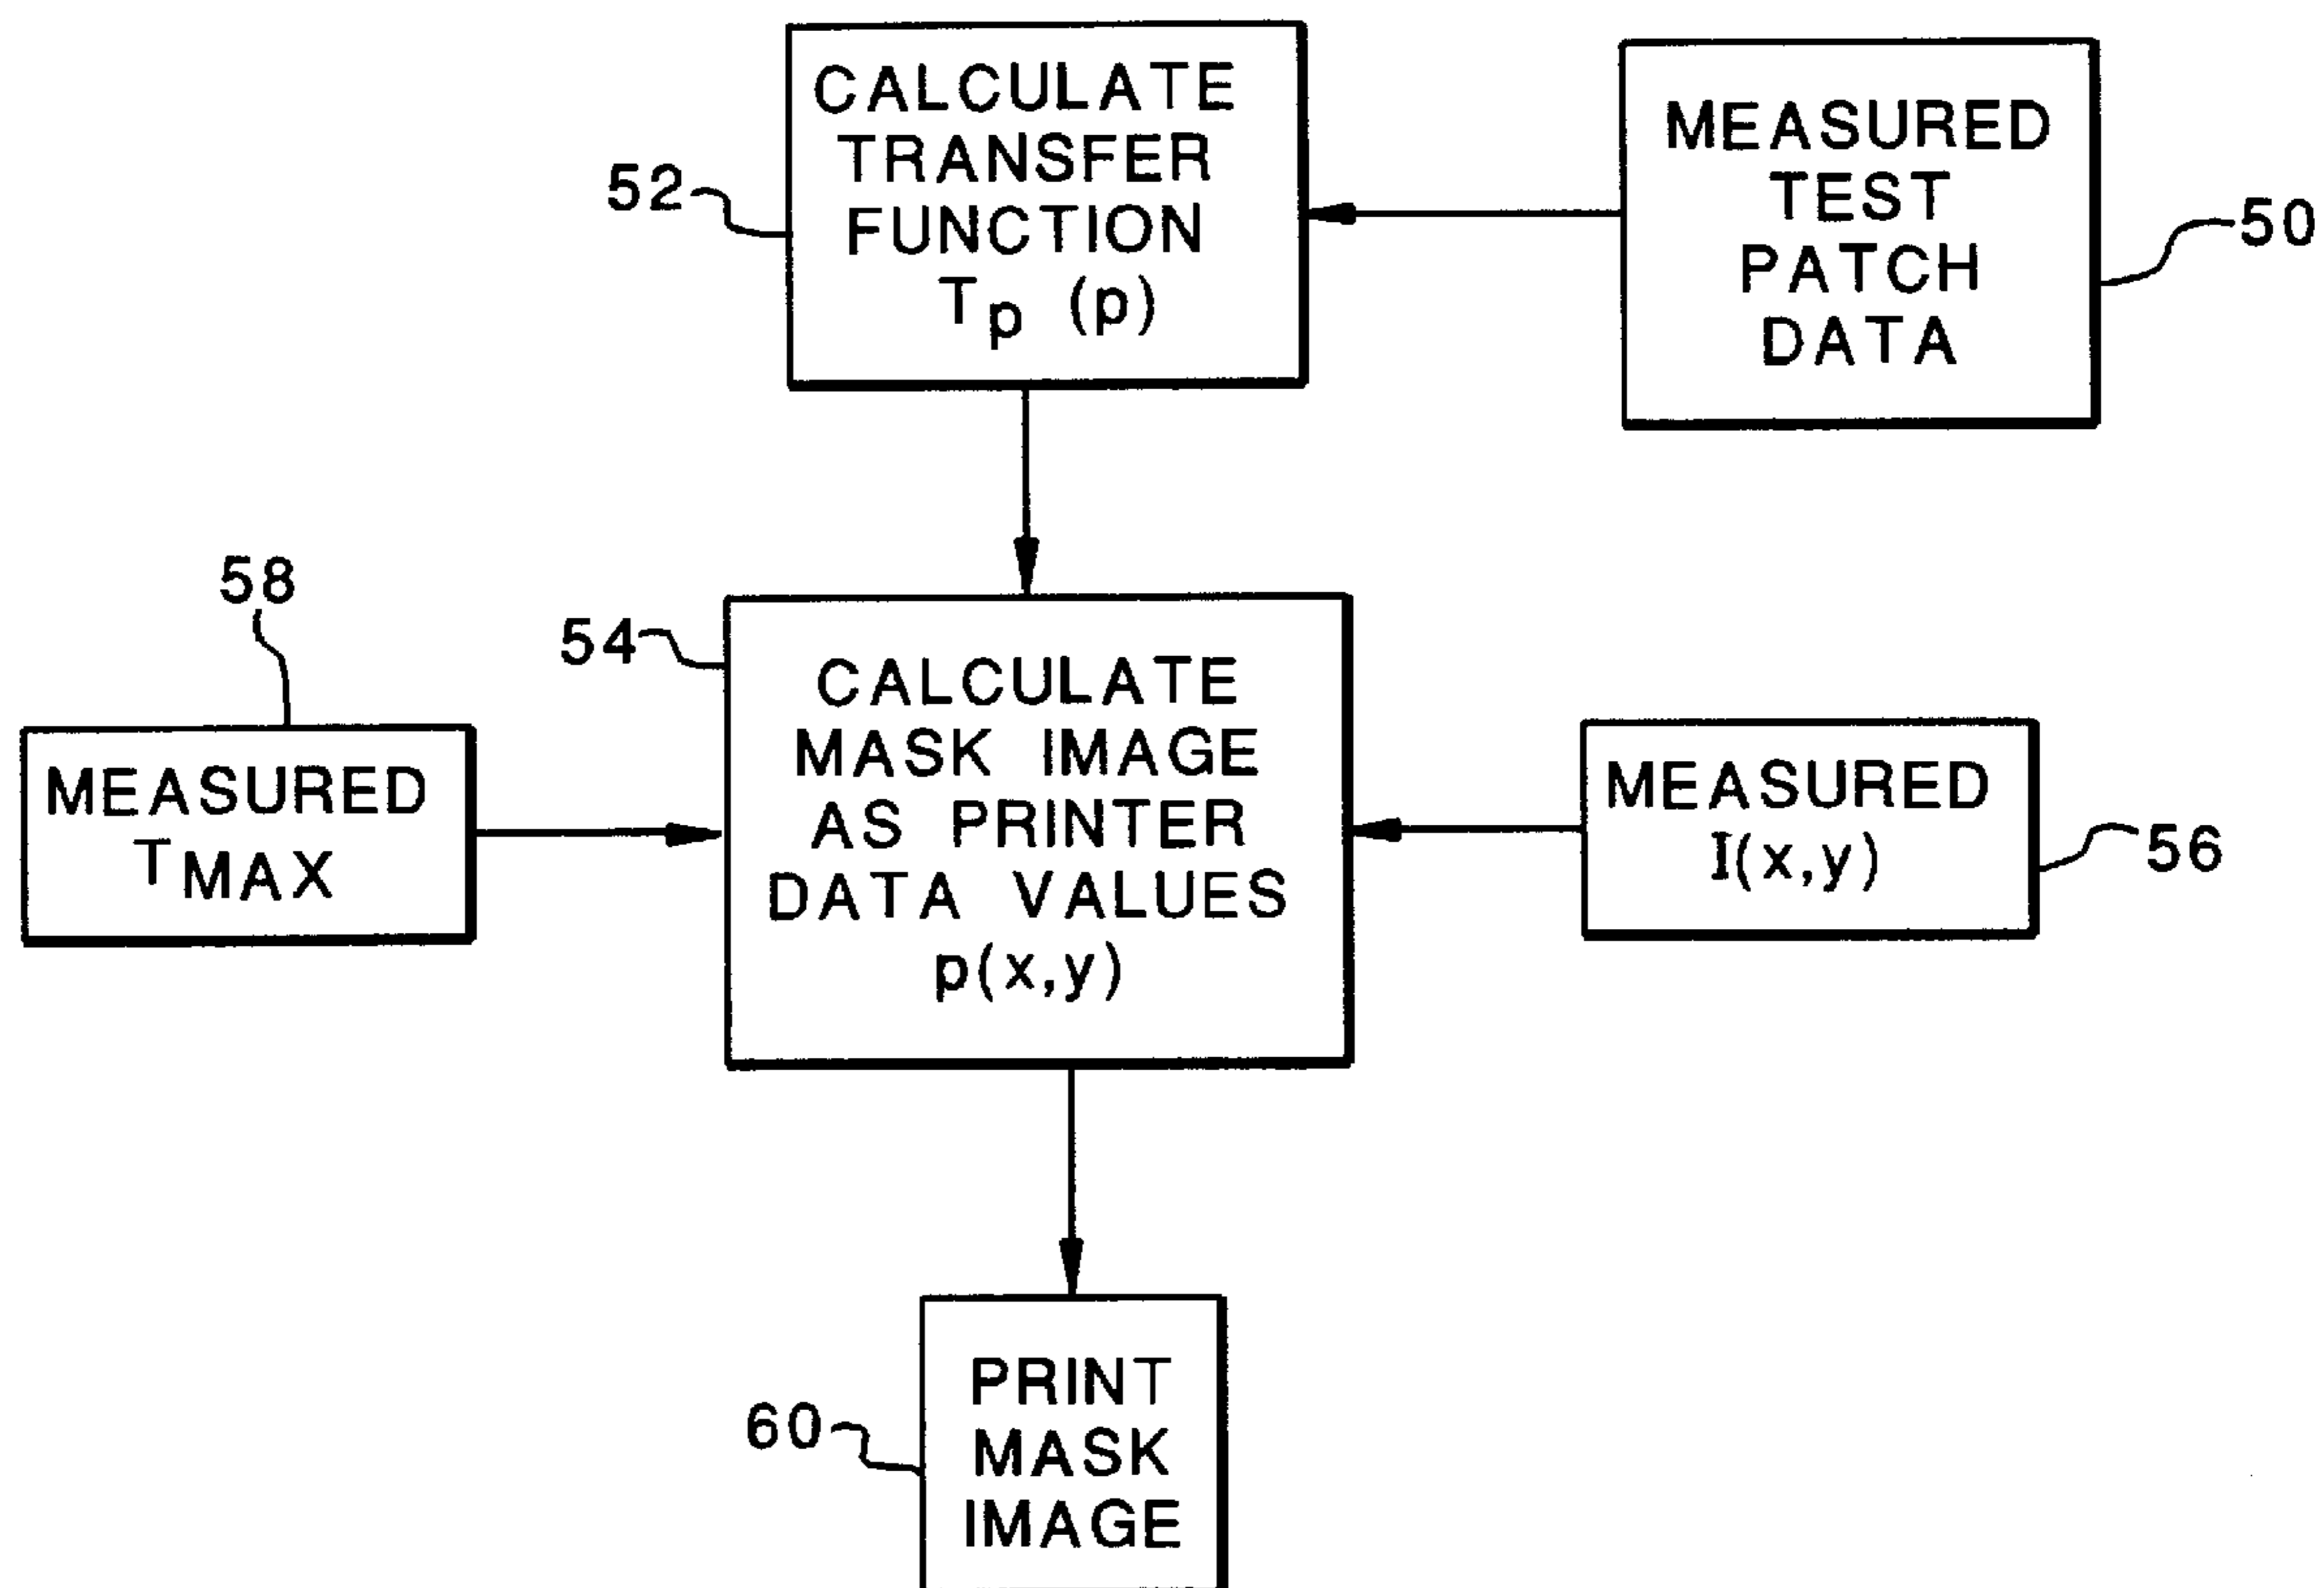 CALCULATE
TRANSFER
FUNCTION
Tp (p)
52
MEASURED
TEST
PATCH
DATA
50
58
MEASURED
TMAX
54
CALCULATE
MASK IMAGE
AS PRINTER
DATA VALUES
p(x,y)
MEASURED
I(x,y)
56
60
PRINT
MASK
IMAGE